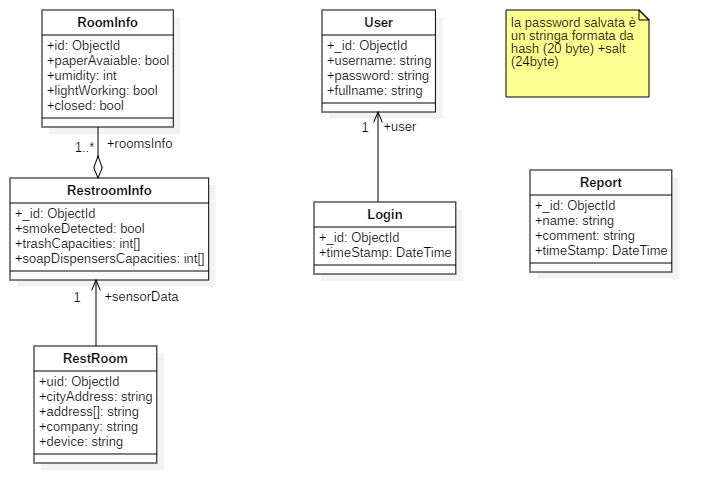 RoomInfo
+id: ObjectId
+paperAvaiable: bool
+umidity: int
+lightWorking: bool
+closed: bool
1..*
+roomsInfo
RestroomInfo
+_id: ObjectId
+smokeDetected: bool
+trashCapacities: int[]
+soapDispensersCapacities: int[]
1
+sensorData
RestRoom
+uid: ObjectId
+cityAddress: string
+address[]: string
+company: string
+device: string
User
+_id: ObjectId
+username: string
+password: string
+fullname: string
1
+user
Login
+_id: ObjectId
+timeStamp: DateTime
la password salvata è
un stringa formata da
hash (20 byte) +salt
(24byte)
Report
+_id: ObjectId
+name: string
+comment: string
+timeStamp: DateTime